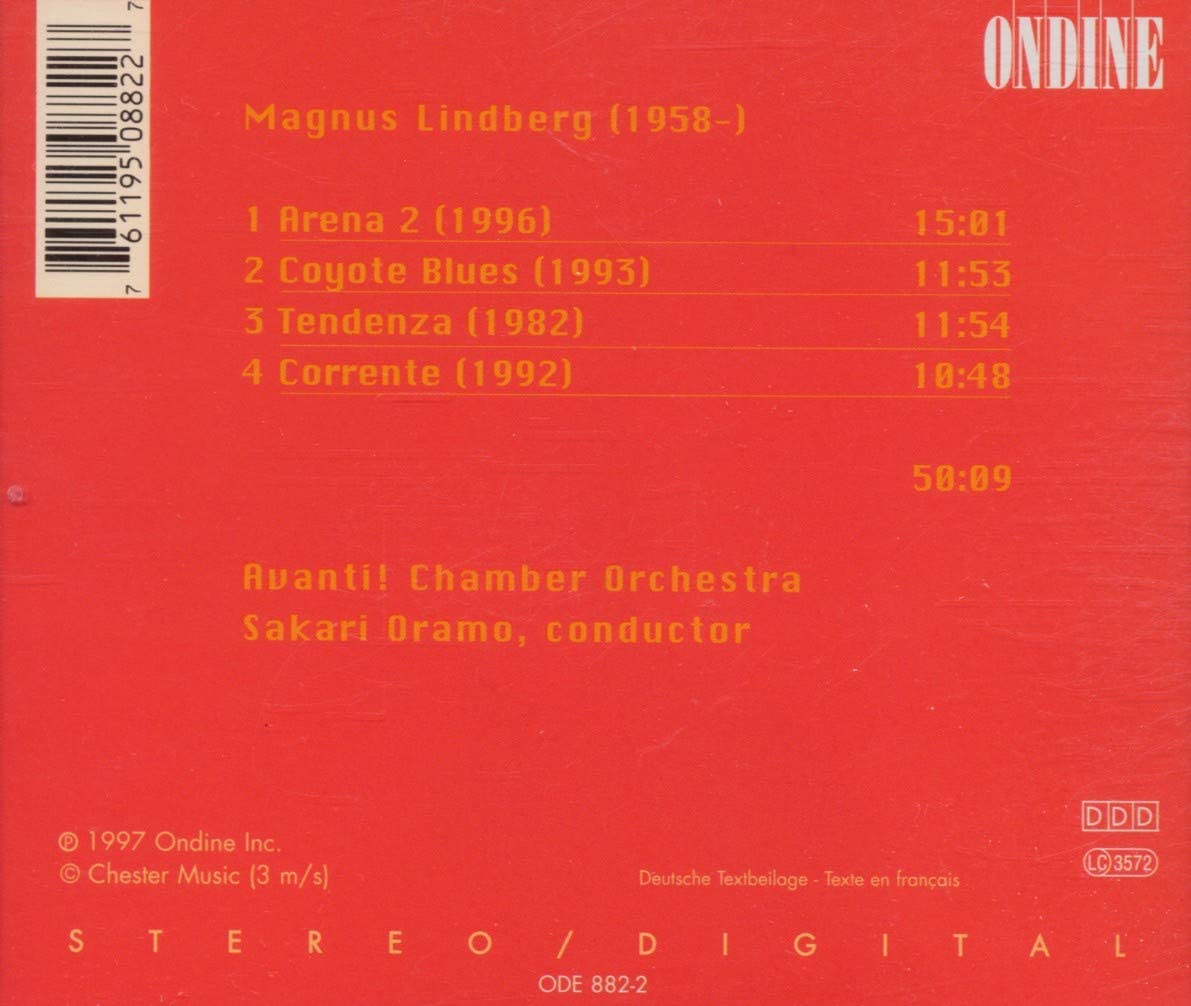 ONDINE
7 61195 08822 7
Magnus Lindberg (1958-)
1 Arena 2 (1996) 15:01
2 Coyote Blues (1993) 11:53
3 Tendenza (1982) 11:54
4 Corrente (1992) 10:48
50:09
Avanti! Chamber Orchestra
Sakari Oramo, conductor
DDD
LC 3572
℗ 1997 Ondine Inc.
© Chester Music (3 m/s)
Deutsche Textbeilage - Texte en français
STEREO/DIGITAL
ODE 882-2